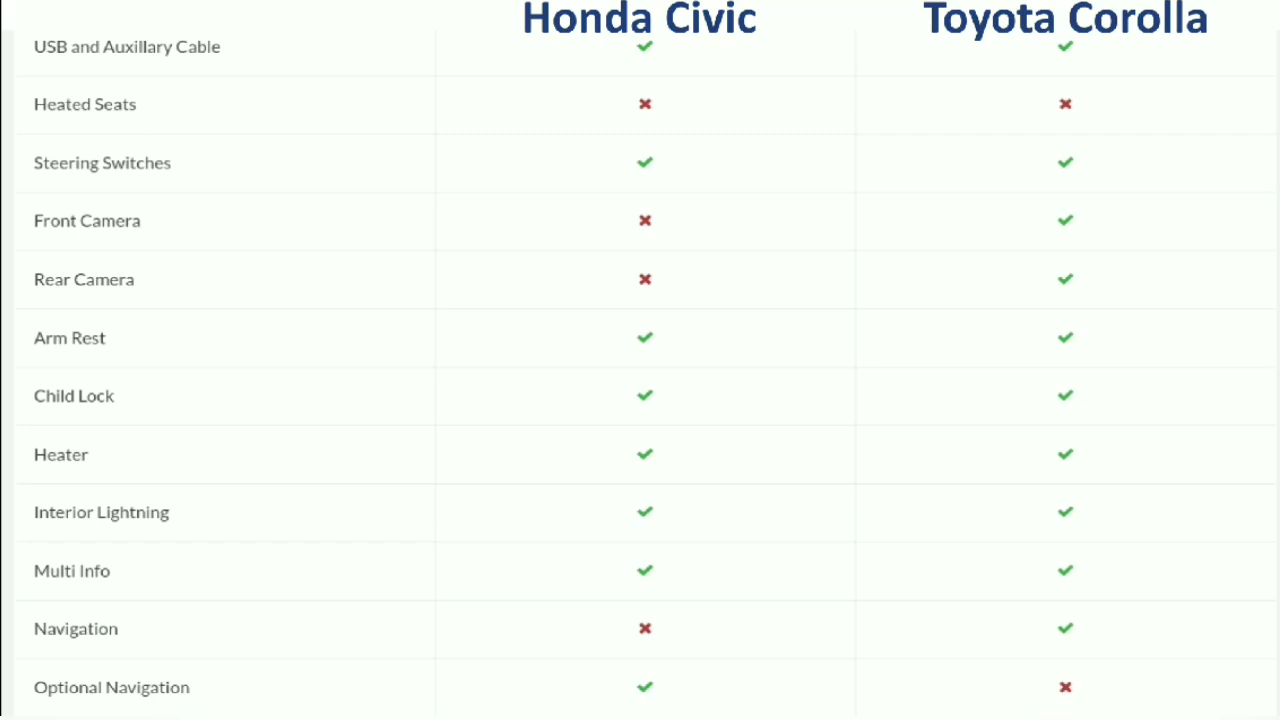 Honda Civic Toyota Corolla
USB and Auxillary Cable
Heated Seats
Steering Switches
Front Camera
Rear Camera
Arm Rest
Child Lock
Heater
Interior Lightning
Multi Info
Navigation
Optional Navigation